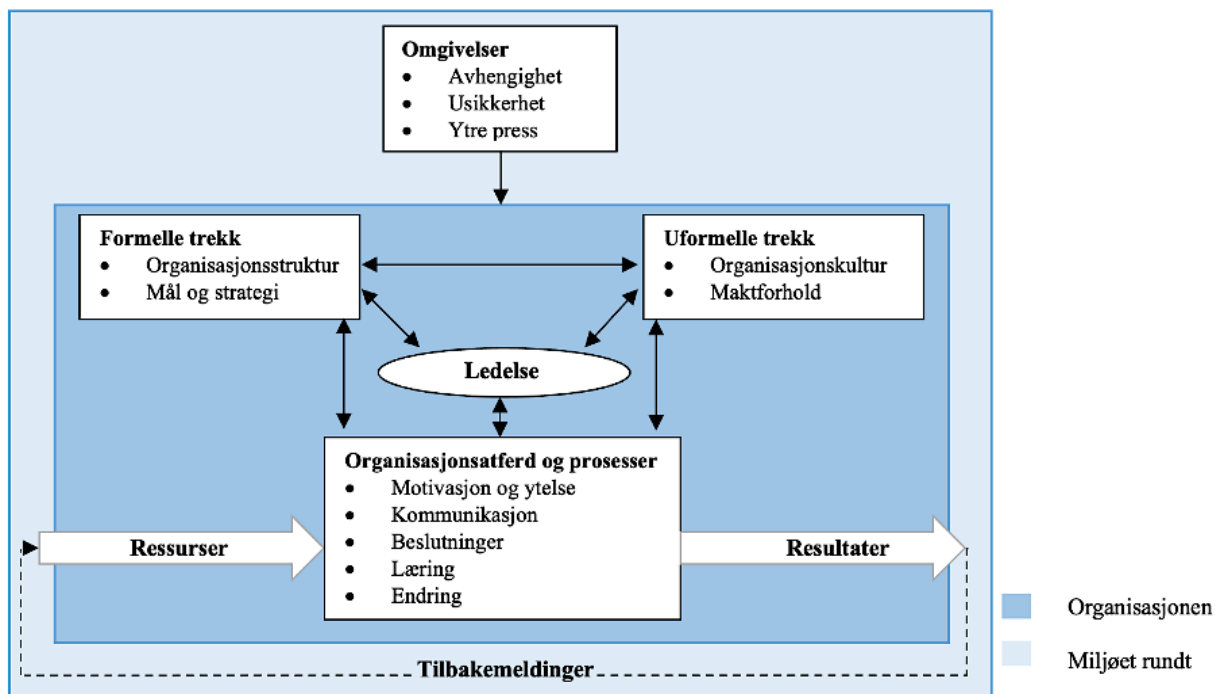 Omgivelser
• Avhengighet
• Usikkerhet
• Ytre press
Formelle trekk
• Organisasjonsstruktur
• Mål og strategi
Uformelle trekk
• Organisasjonskultur
• Maktforhold
Ledelse
Organisasjonsatferd og prosesser
• Motivasjon og ytelse
• Kommunikasjon
• Beslutninger
• Læring
• Endring
Ressurser
Resultater
Tilbakemeldinger
Organisasjonen
Miljøet rundt